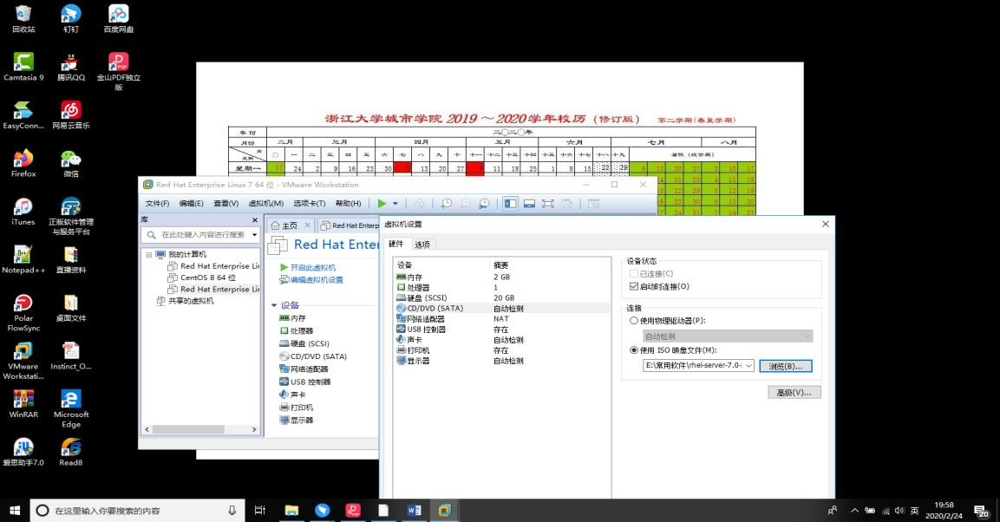 回收站
钉钉
百度网盘
Camtasia 9
腾讯QQ
金山PDF独立版
EasyConn...
网易云音乐
Firefox
微信
iTunes
正版软件管理与服务平台
Notepad++
直播资料
Polar FlowSync
桌面文件
VMware Workstati...
Instinct_O...
WinRAR
Microsoft Edge
爱思助手7.0
Read8
浙江大学城市学院 2019～2020学年校历（修订版） 第二学期(春夏学期)
年份 二〇二〇年
月份 二月 三月 四月 五月 六月 七月 八月
〇 一 二 三 四 五 六 七 八 九 十 十一 十二 十三 十四 十五 十六 十七 十八 十九
星期一 17 24 2 9 16 23 30 13 20 27 11 18 25 1 8 15 22 29 6 13 20 27 3 10 17
Red Hat Enterprise Linux 7 64 位 - VMware Workstation
文件(F) 编辑(E) 查看(V) 虚拟机(M) 选项卡(T) 帮助(H)
库
在此处键入内容进行搜索
我的计算机
Red Hat Enterprise Lir
CentOS 8 64 位
Red Hat Enterprise Lir
共享的虚拟机
主页
Red Hat Enterp
Red Hat Enter
开启此虚拟机
编辑虚拟机设置
设备
内存
处理器
硬盘 (SCSI)
CD/DVD (SATA)
网络适配器
USB 控制器
声卡
打印机
显示器
虚拟机设置
硬件 选项
设备 摘要
内存 2 GB
处理器 1
硬盘 (SCSI) 20 GB
CD/DVD (SATA) 自动检测
网络适配器 NAT
USB 控制器 存在
声卡 自动检测
打印机 存在
显示器 自动检测
设备状态
已连接(C)
启动时连接(O)
连接
使用物理驱动器(P):
自动检测
使用 ISO 映像文件(M):
E:\常用软件\rhel-server-7.0-
浏览(B)...
高级(V)...
在这里输入你要搜索的内容
英
19:58
2020/2/24
20